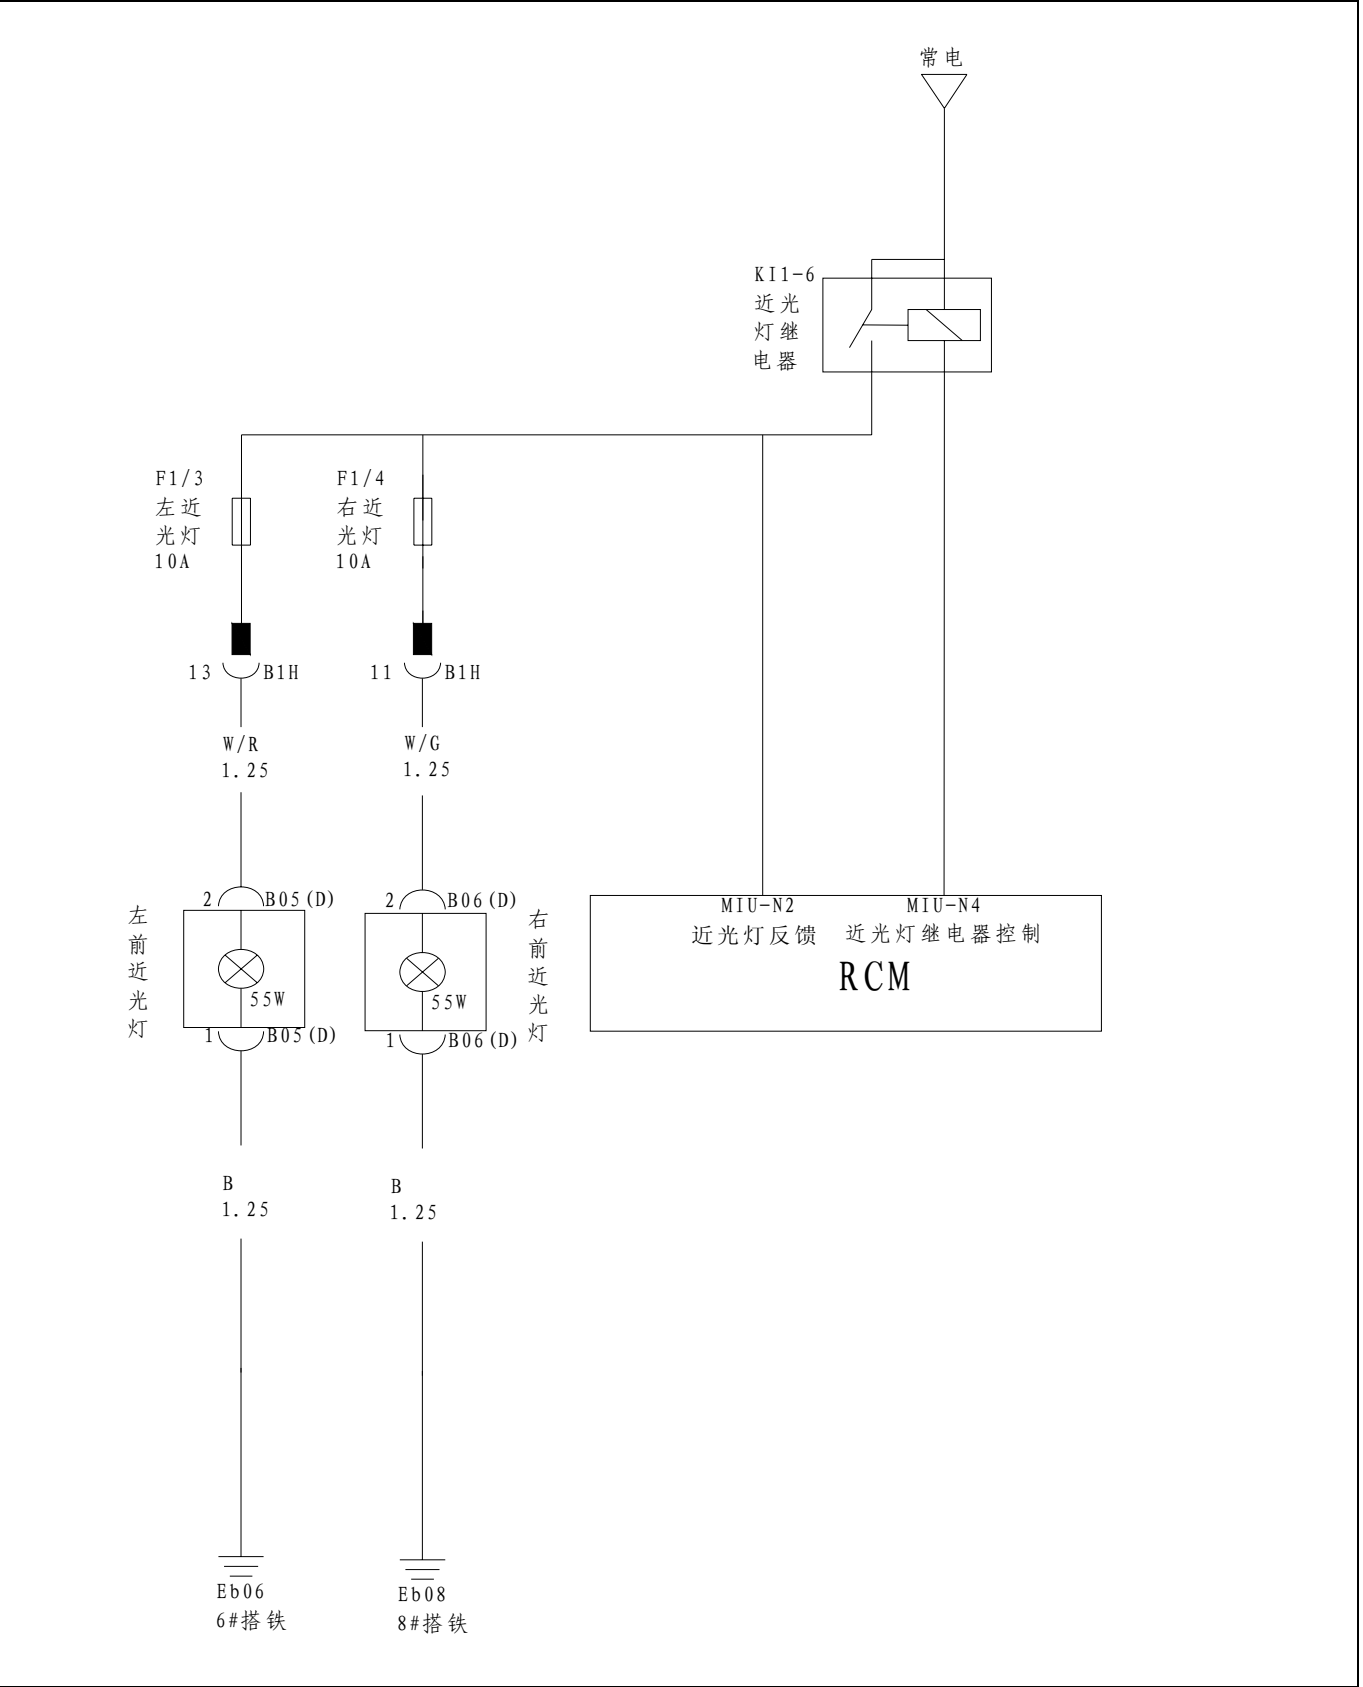 常电
KI1-6
近光
灯继
电器
F1/3
左近
光灯
10A
F1/4
右近
光灯
10A
13
B1H
11
B1H
W/R
1.25
W/G
1.25
2
B05(D)
2
B06(D)
左前近光灯
55W
55W
右前近光灯
1
B05(D)
1
B06(D)
MIU-N2
近光灯反馈
MIU-N4
近光灯继电器控制
RCM
B
1.25
B
1.25
Eb06
6#搭铁
Eb08
8#搭铁